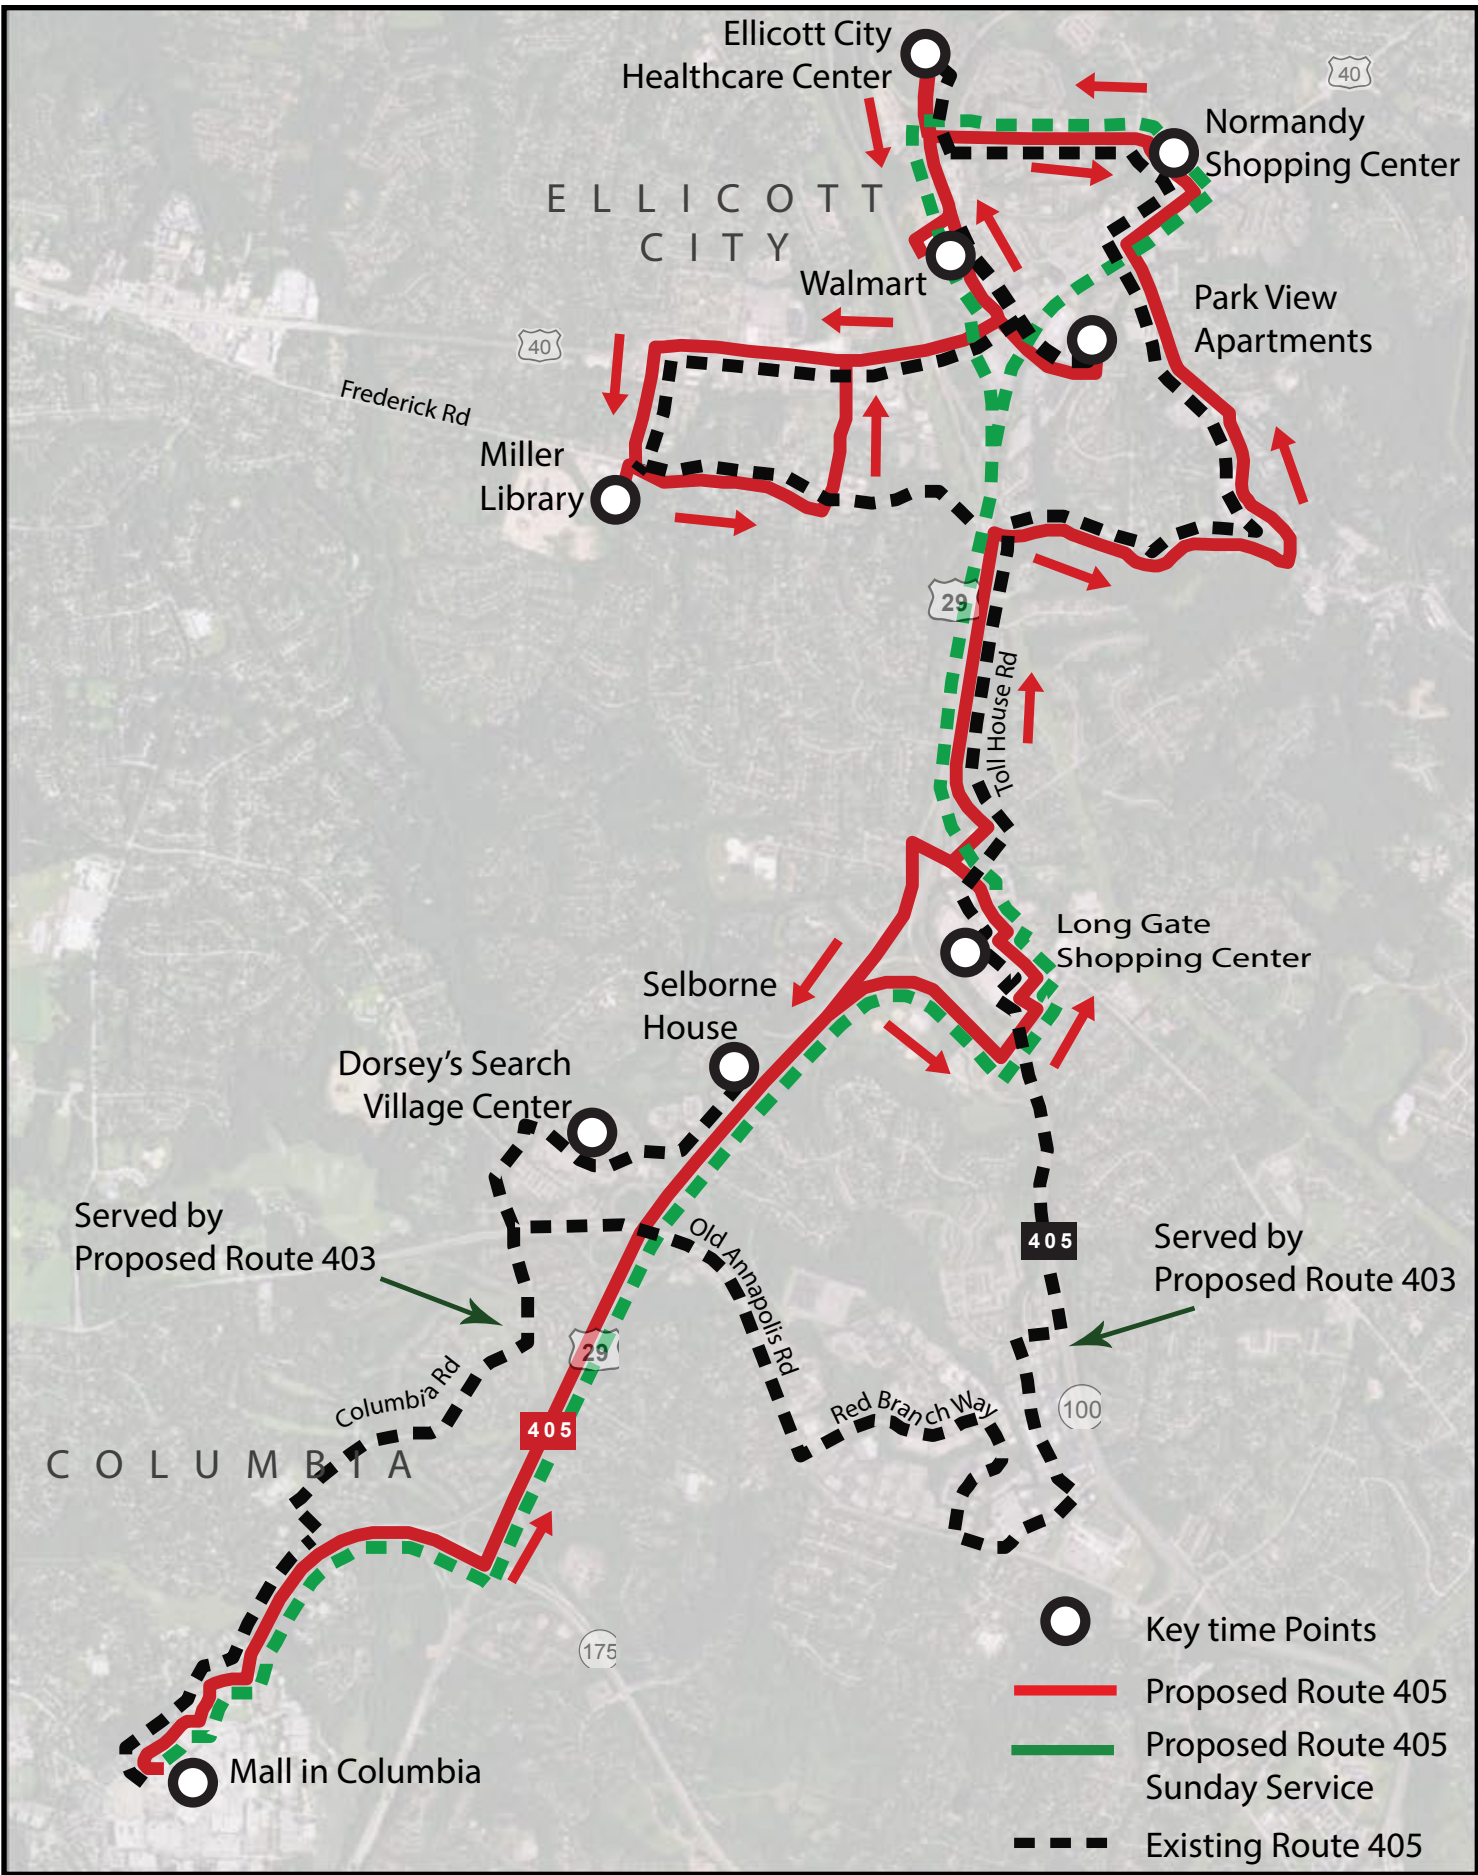 Ellicott City
Healthcare Center
40
Normandy
Shopping Center
ELLICOTT
CITY
Walmart
Park View
Apartments
40
Frederick Rd
Miller
Library
29
Toll House Rd
Long Gate
Shopping Center
Selborne
House
Dorsey's Search
Village Center
Served by
Proposed Route 403
Old Annapolis Rd
405
Served by
Proposed Route 403
29
Columbia Rd
Red Branch Way
100
405
COLUMBIA
175
Mall in Columbia
Key time Points
Proposed Route 405
Proposed Route 405
Sunday Service
Existing Route 405